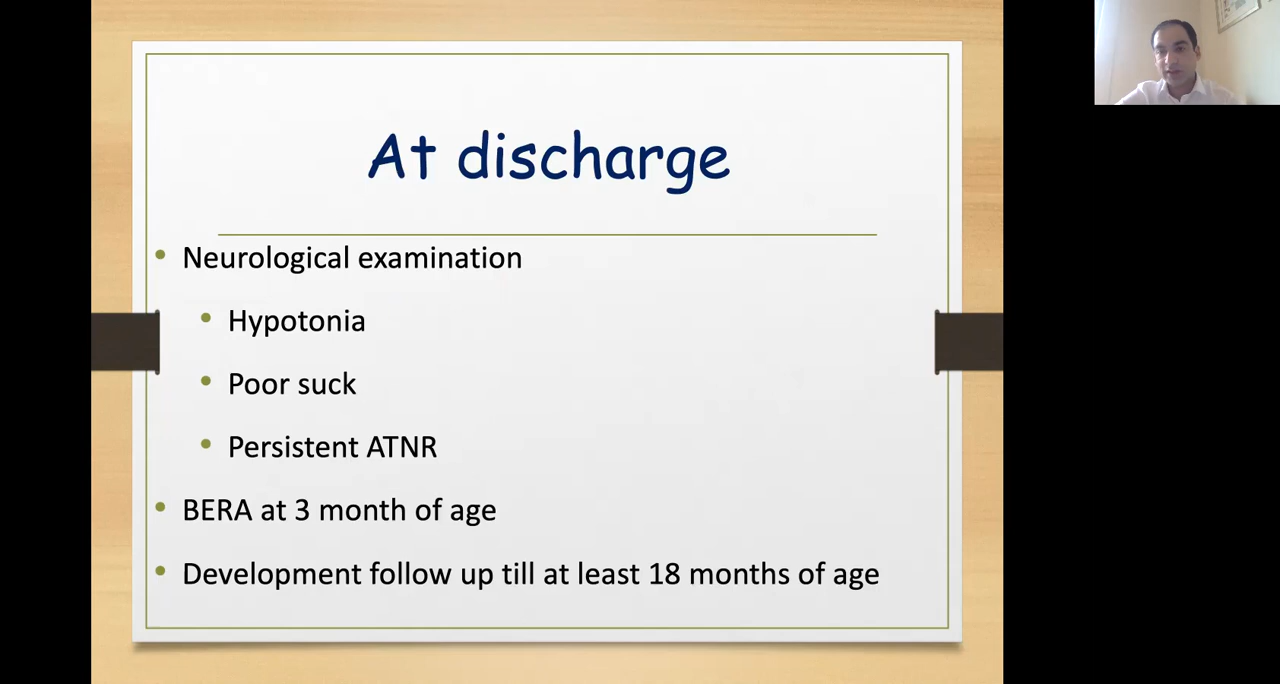 At discharge
Neurological examination
Hypotonia
Poor suck
Persistent ATNR
BERA at 3 month of age
Development follow up till at least 18 months of age